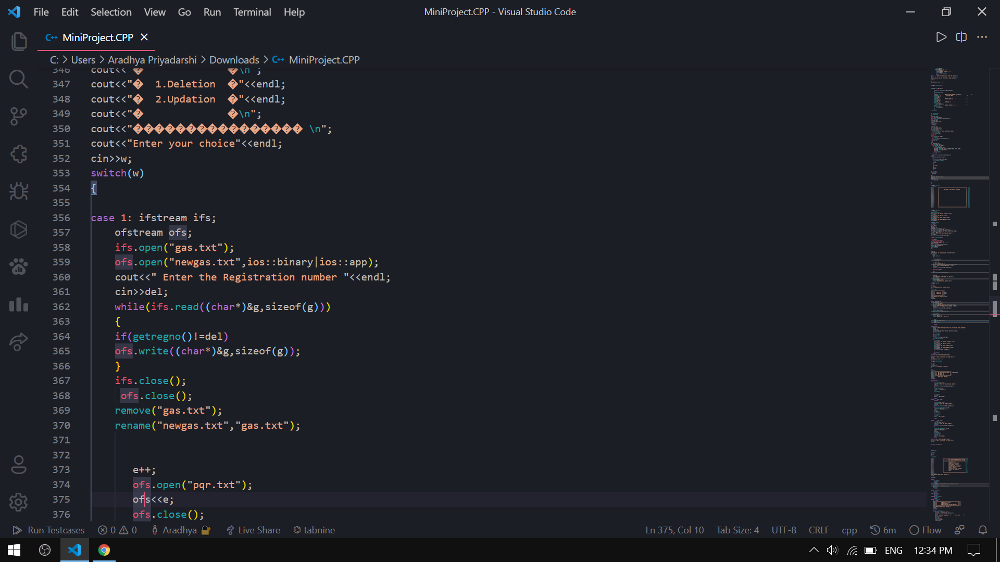 File Edit Selection View Go Run Terminal Help MiniProject.CPP - Visual Studio Code
C++ MiniProject.CPP
C: > Users > Aradhya Priyadarshi > Downloads > C++ MiniProject.CPP
346 cout<<"� �\n";
347 cout<<"� 1.Deletion �"<<endl;
348 cout<<"� 2.Updation �"<<endl;
349 cout<<"� �\n";
350 cout<<"���������������� \n";
351 cout<<"Enter your choice"<<endl;
352 cin>>w;
353 switch(w)
354 {
355
356 case 1: ifstream ifs;
357 ofstream ofs;
358 ifs.open("gas.txt");
359 ofs.open("newgas.txt",ios::binary|ios::app);
360 cout<<" Enter the Registration number "<<endl;
361 cin>>del;
362 while(ifs.read((char*)&g,sizeof(g)))
363 {
364 if(getregno()!=del)
365 ofs.write((char*)&g,sizeof(g));
366 }
367 ifs.close();
368 ofs.close();
369 remove("gas.txt");
370 rename("newgas.txt","gas.txt");
371
372
373 e++;
374 ofs.open("pqr.txt");
375 ofs<<e;
376 ofs.close();
Run Testcases 0 0 Aradhya Live Share tabnine Ln 375, Col 10 Tab Size: 4 UTF-8 CRLF cpp 6m Flow
ENG 12:34 PM